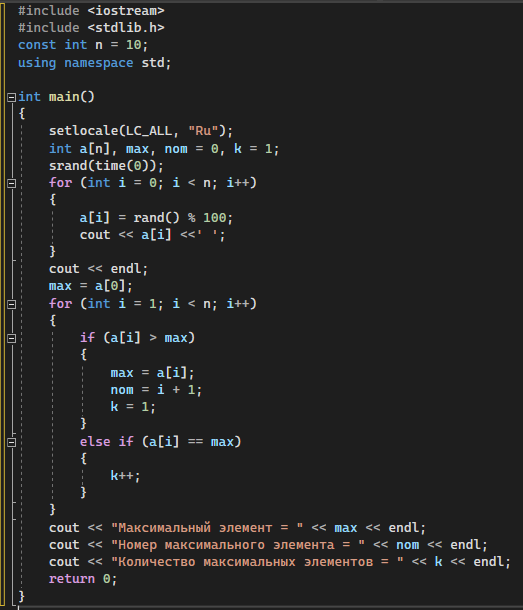 #include <iostream>
#include <stdlib.h>
const int n = 10;
using namespace std;

int main()
{
    setlocale(LC_ALL, "Ru");
    int a[n], max, nom = 0, k = 1;
    srand(time(0));
    for (int i = 0; i < n; i++)
    {
        a[i] = rand() % 100;
        cout << a[i] <<' ';
    }
    cout << endl;
    max = a[0];
    for (int i = 1; i < n; i++)
    {
        if (a[i] > max)
        {
            max = a[i];
            nom = i + 1;
            k = 1;
        }
        else if (a[i] == max)
        {
            k++;
        }
    }
    cout << "Максимальный элемент = " << max << endl;
    cout << "Номер максимального элемента = " << nom << endl;
    cout << "Количество максимальных элементов = " << k << endl;
    return 0;
}